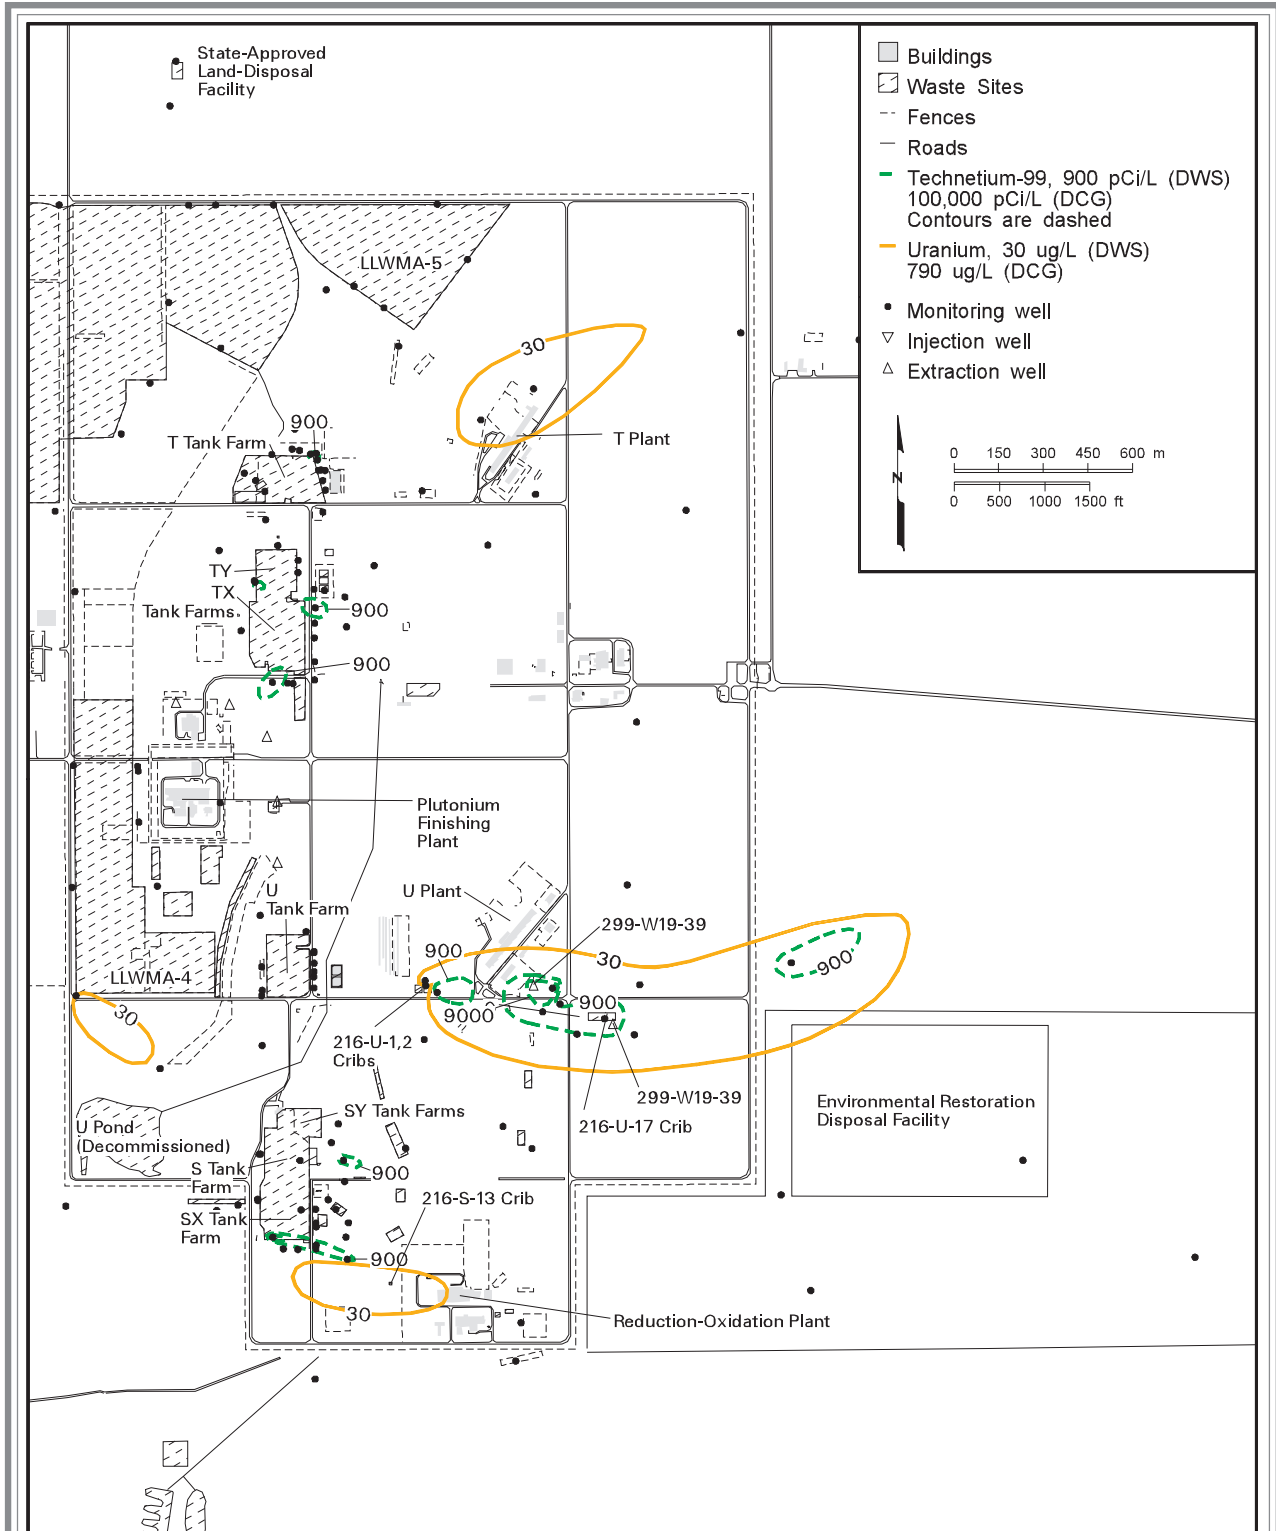 State-Approved
Land-Disposal
Facility
Buildings
Waste Sites
Fences
Roads
Technetium-99, 900 pCi/L (DWS)
100,000 pCi/L (DCG)
Contours are dashed
Uranium, 30 ug/L (DWS)
790 ug/L (DCG)
Monitoring well
Injection well
Extraction well
N
0 150 300 450 600 m
0 500 1000 1500 ft
LLWMA-5
30
900
T Tank Farm
T Plant
TY
TX
Tank Farms
900
900
Plutonium
Finishing
Plant
U
Tank Farm
U Plant
299-W19-39
900
30
900
LLWMA-4
30
9000
900
216-U-1,2
Cribs
299-W19-39
216-U-17 Crib
Environmental Restoration
Disposal Facility
SY Tank Farms
U Pond
(Decommissioned)
S Tank
Farm
900
216-S-13 Crib
SX Tank
Farm
900
30
Reduction-Oxidation Plant